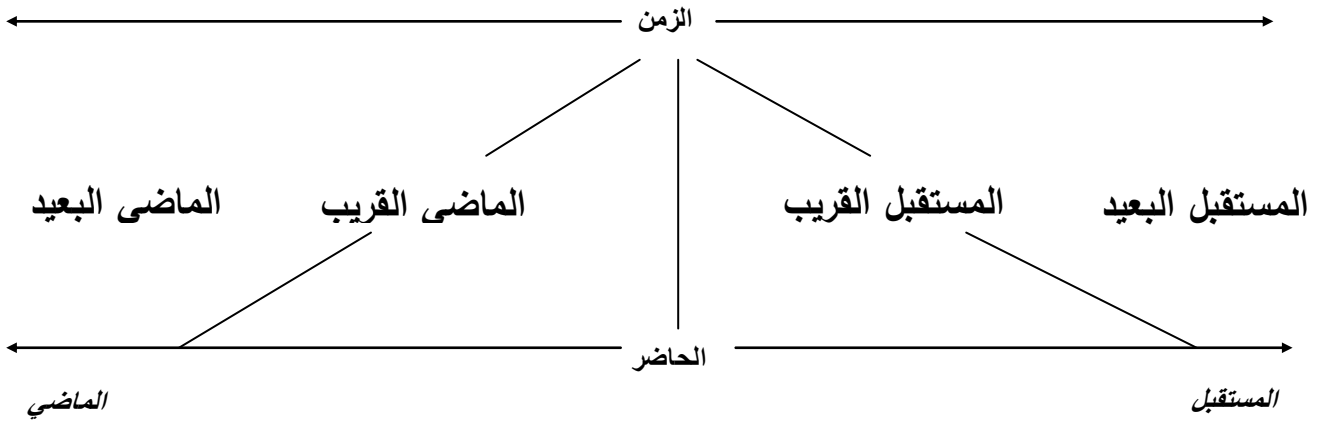 الزمن
المستقبل البعيد المستقبل القريب الماضى القريب الماضى البعيد
الحاضر
المستقبل الماضي